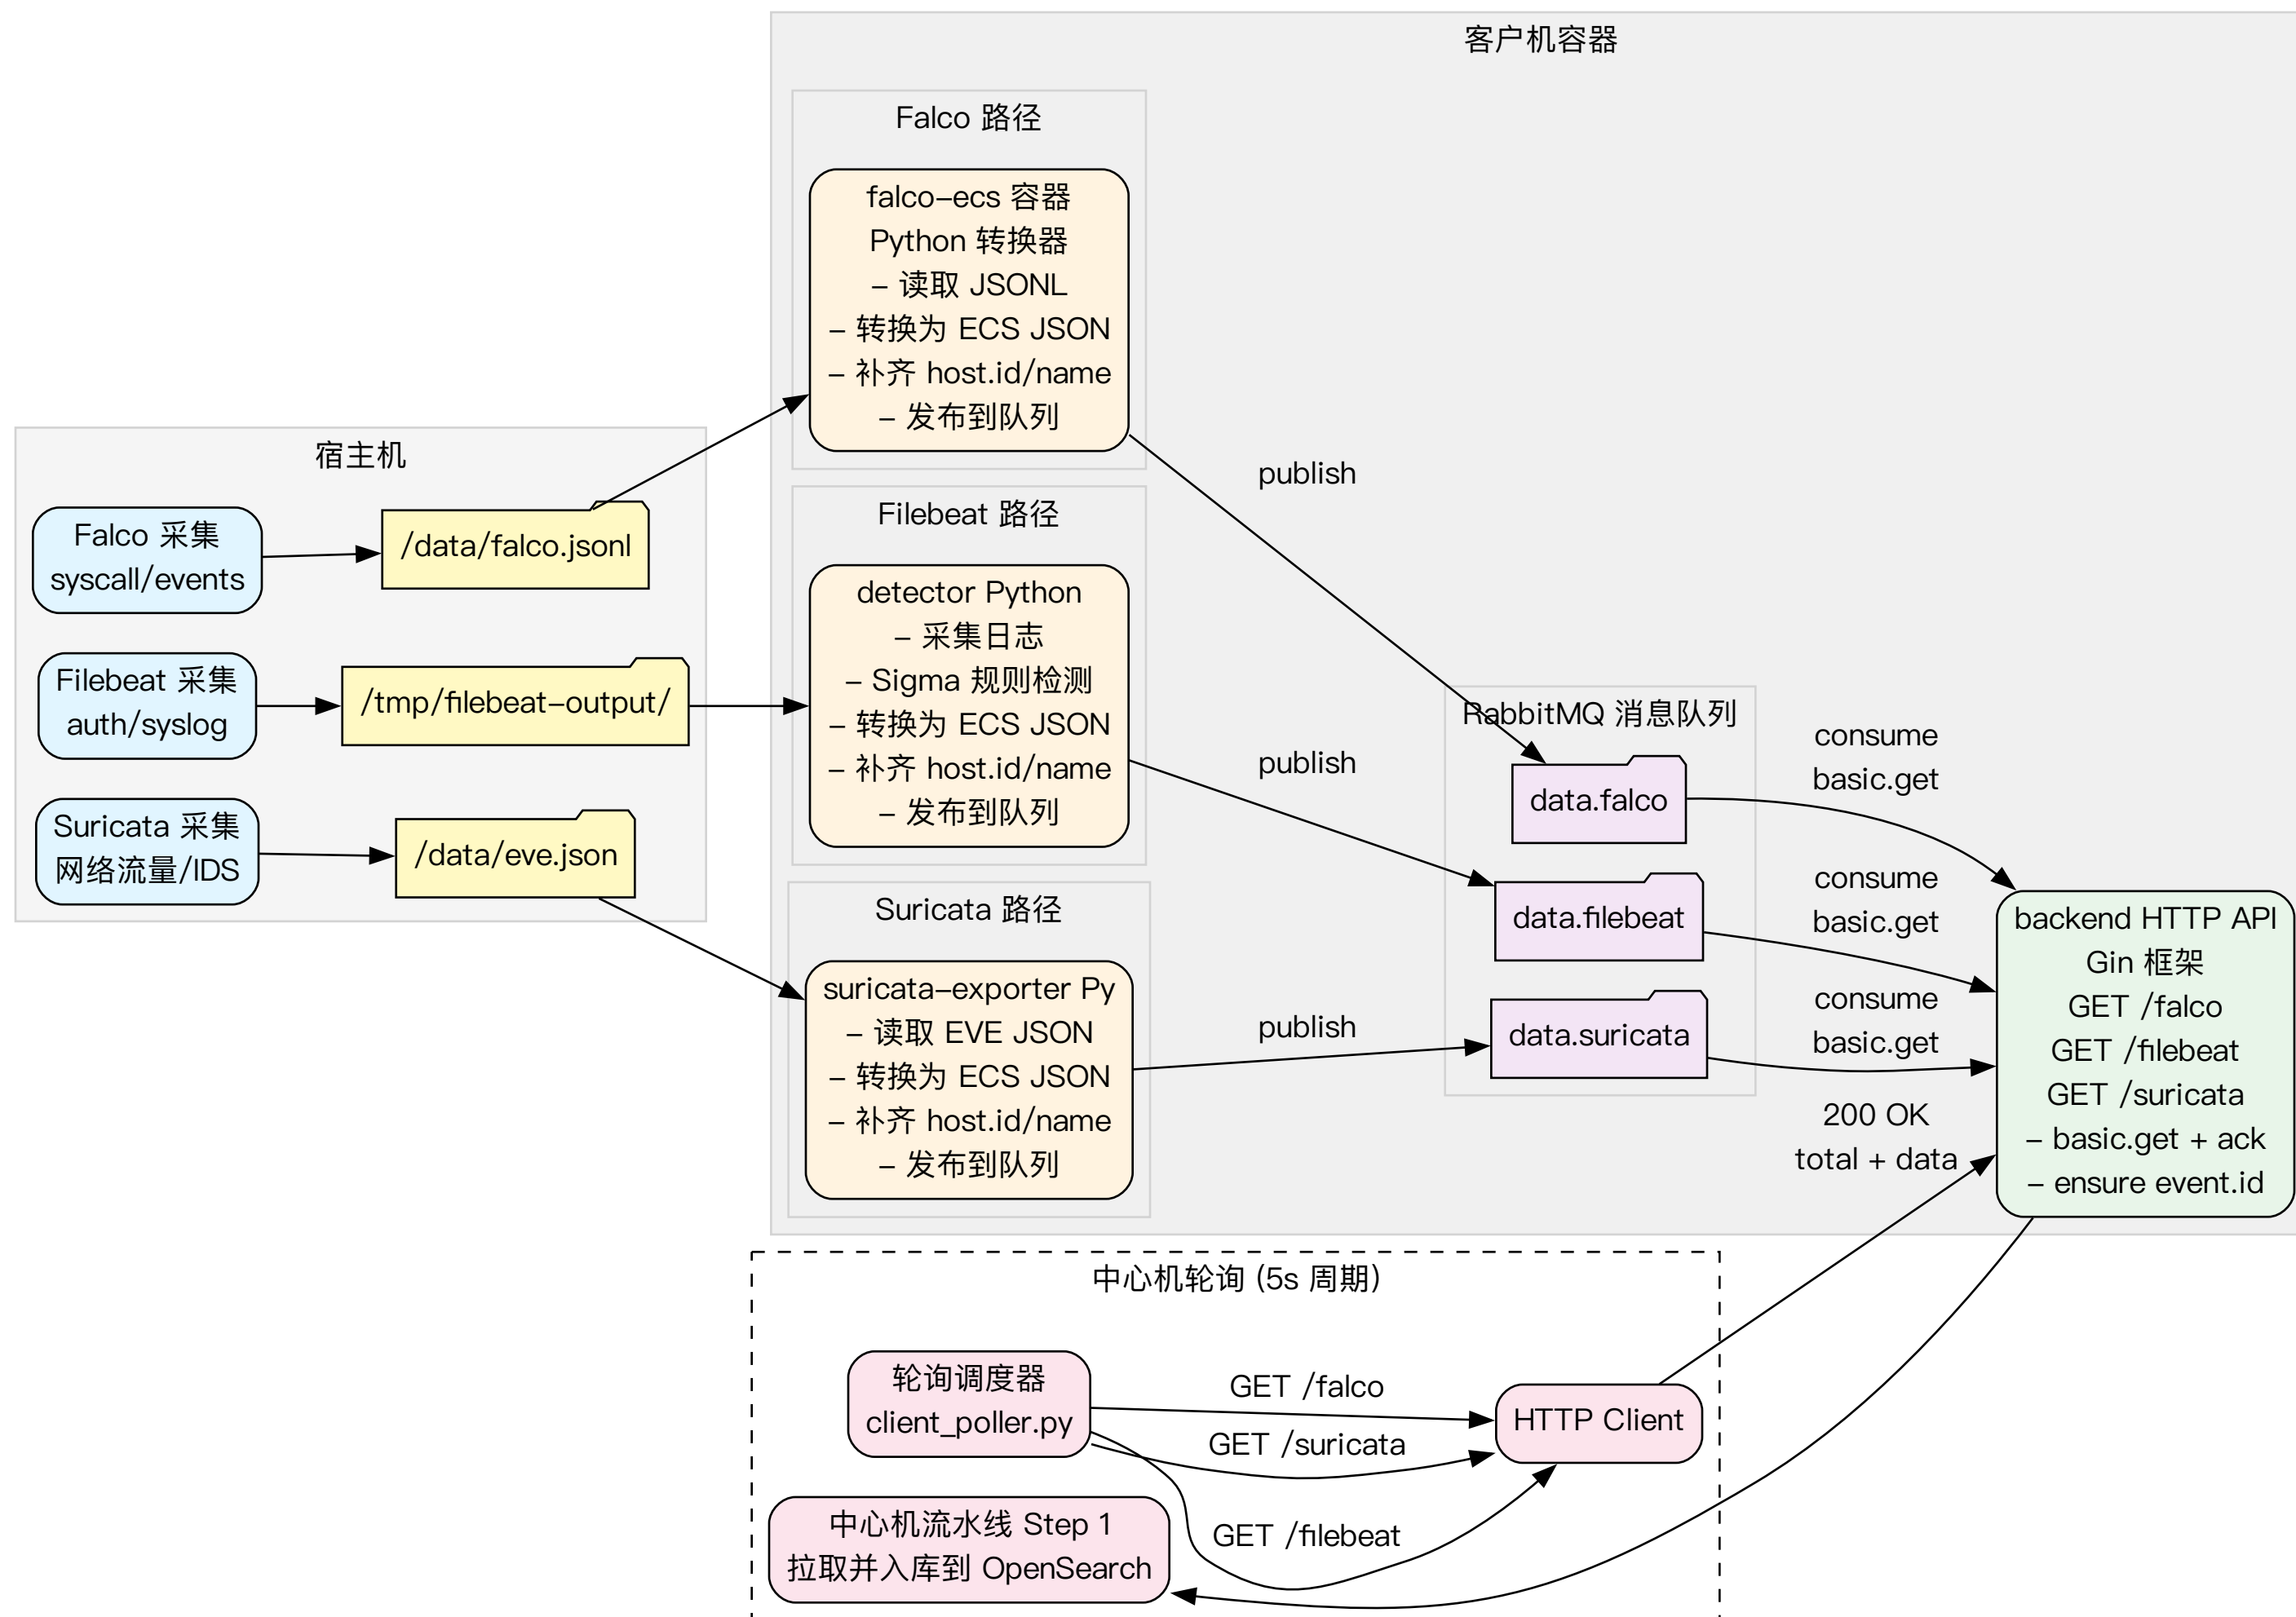 客户机容器
Falco 路径
falco-ecs 容器
Python 转换器
- 读取 JSONL
- 转换为 ECS JSON
- 补齐 host.id/name
- 发布到队列
宿主机
Falco 采集
syscall/events
/data/falco.jsonl
Filebeat 采集
auth/syslog
/tmp/filebeat-output/
Suricata 采集
网络流量/IDS
/data/eve.json
Filebeat 路径
detector Python
- 采集日志
- Sigma 规则检测
- 转换为 ECS JSON
- 补齐 host.id/name
- 发布到队列
Suricata 路径
suricata-exporter Py
- 读取 EVE JSON
- 转换为 ECS JSON
- 补齐 host.id/name
- 发布到队列
publish
publish
publish
RabbitMQ 消息队列
data.falco
data.filebeat
data.suricata
consume
basic.get
consume
basic.get
consume
basic.get
200 OK
total + data
backend HTTP API
Gin 框架
GET /falco
GET /filebeat
GET /suricata
- basic.get + ack
- ensure event.id
中心机轮询 (5s 周期)
轮询调度器
client_poller.py
GET /falco
GET /suricata
GET /filebeat
HTTP Client
中心机流水线 Step 1
拉取并入库到 OpenSearch